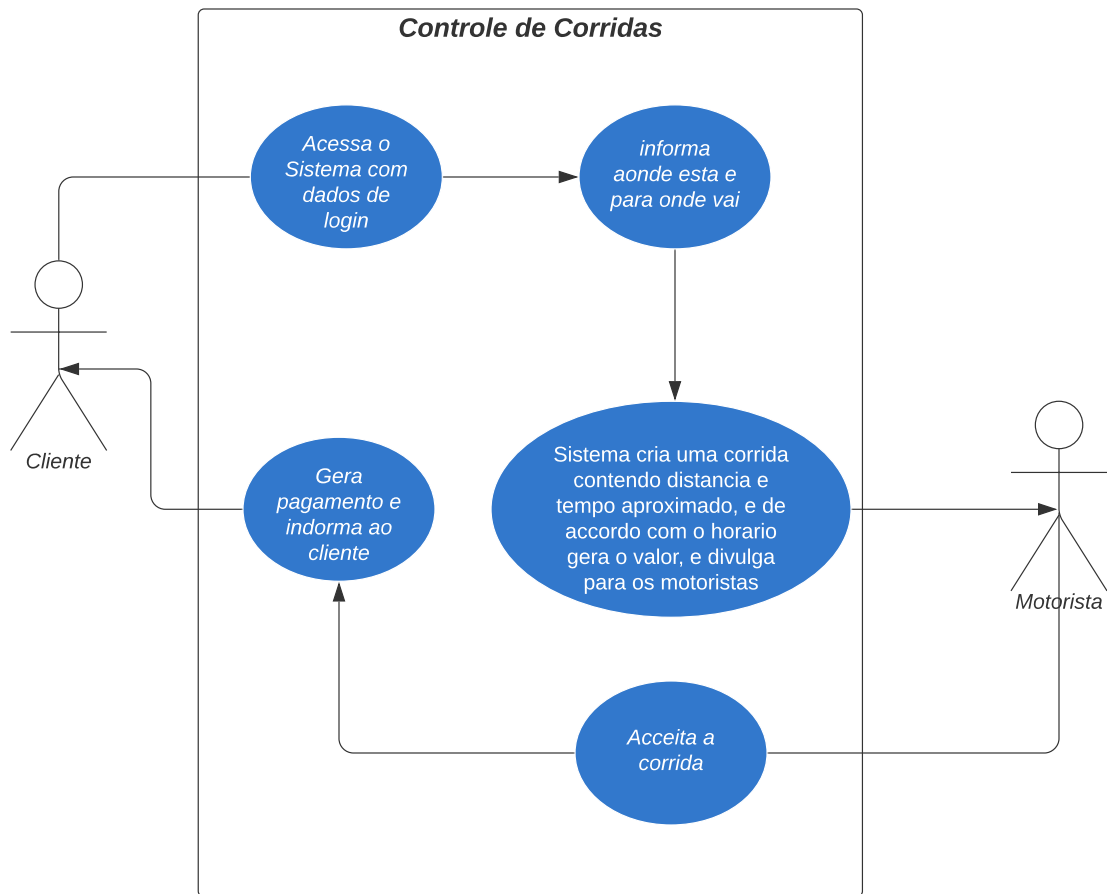 Controle de Corridas
Acessa o
Sistema com
dados de
login
informa
aonde esta e
para onde vai
Cliente
Gera
pagamento e
indorma ao
cliente
Sistema cria uma corrida
contendo distancia e
tempo aproximado, e de
accordo com o horario
gera o valor, e divulga
para os motoristas
Motorista
Acceita a
corrida